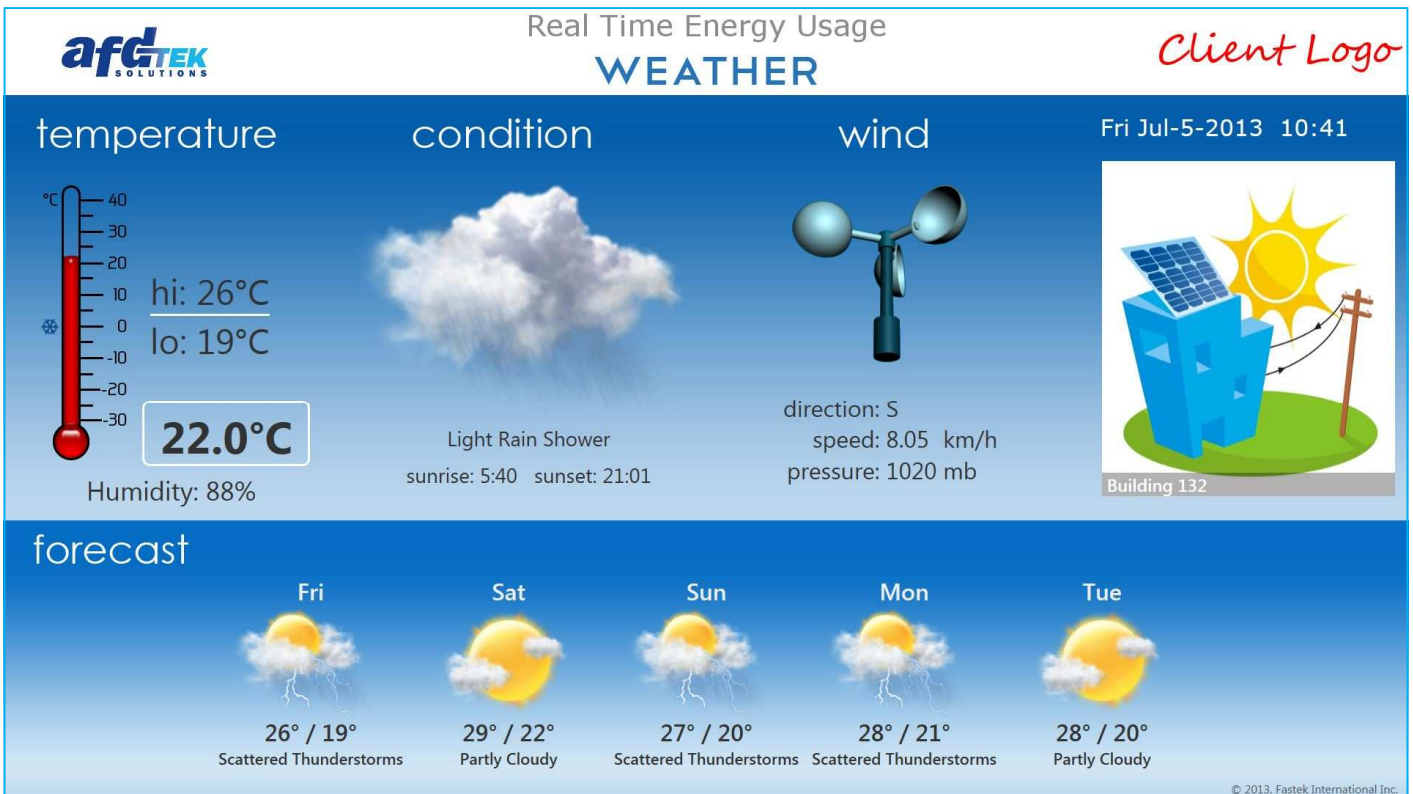 afdTEK
SOLUTIONS
Real Time Energy Usage
WEATHER
Client Logo
temperature
°C
40
30
20
10
0
-10
-20
-30
hi: 26°C
lo: 19°C
22.0°C
Humidity: 88%
condition
Light Rain Shower
sunrise: 5:40 sunset: 21:01
wind
direction: S
speed: 8.05 km/h
pressure: 1020 mb
Fri Jul-5-2013 10:41
Building 132
forecast
Fri
26° / 19°
Scattered Thunderstorms
Sat
29° / 22°
Partly Cloudy
Sun
27° / 20°
Scattered Thunderstorms
Mon
28° / 21°
Scattered Thunderstorms
Tue
28° / 20°
Partly Cloudy
© 2013. Fastek International Inc.